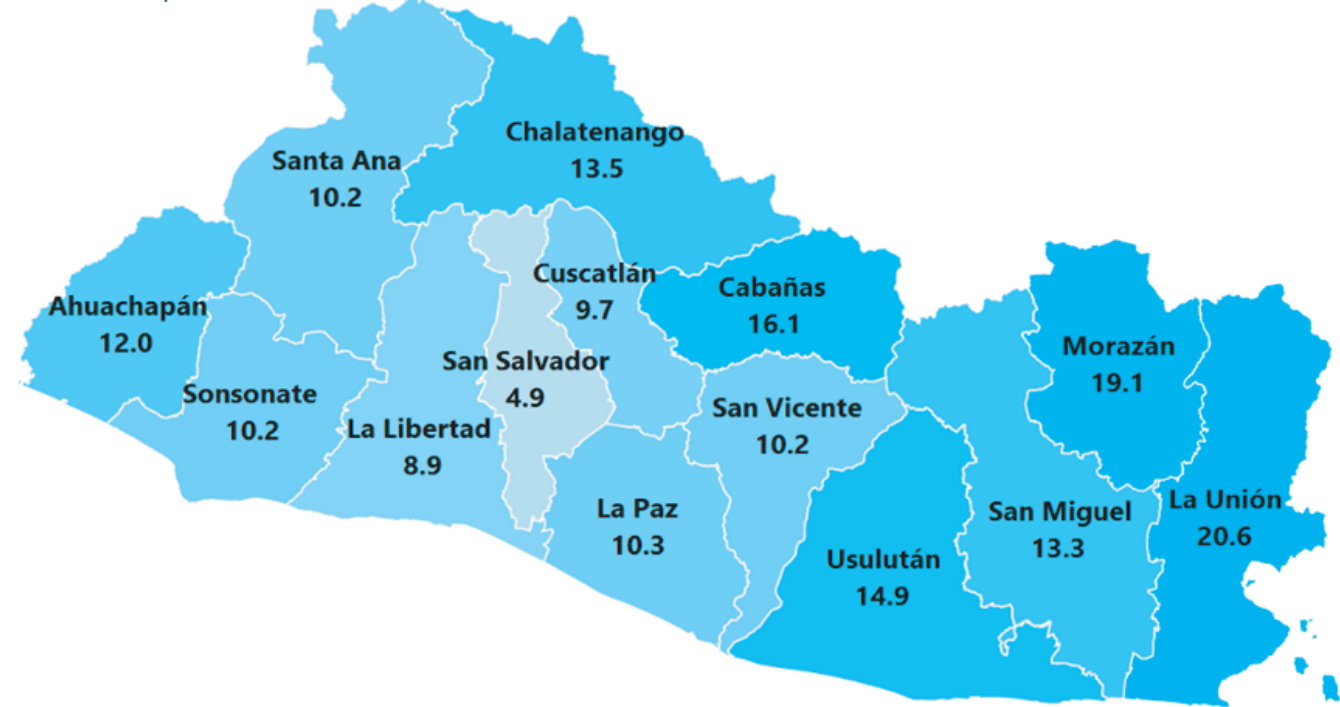 Chalatenango
13.5
Santa Ana
10.2
Cuscatlán
9.7
Cabañas
16.1
Ahuachapán
12.0
Morazán
19.1
San Salvador
4.9
Sonsonate
10.2
San Vicente
10.2
La Libertad
8.9
La Unión
20.6
La Paz
10.3
San Miguel
13.3
Usulután
14.9